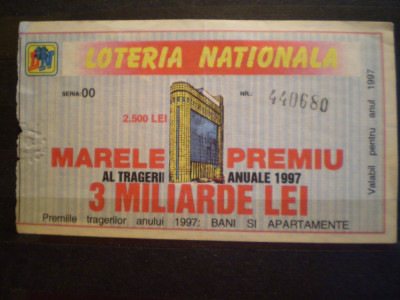 LOTERIA NATIONALA
SERIA: 00
NR.: 440680
2.500 LEI
MARELE PREMIU
AL TRAGERII ANUALE 1997
3 MILIARDE LEI
Premiile tragerilor anului 1997: BANI SI APARTAMENTE
Valabil pentru anul 1997